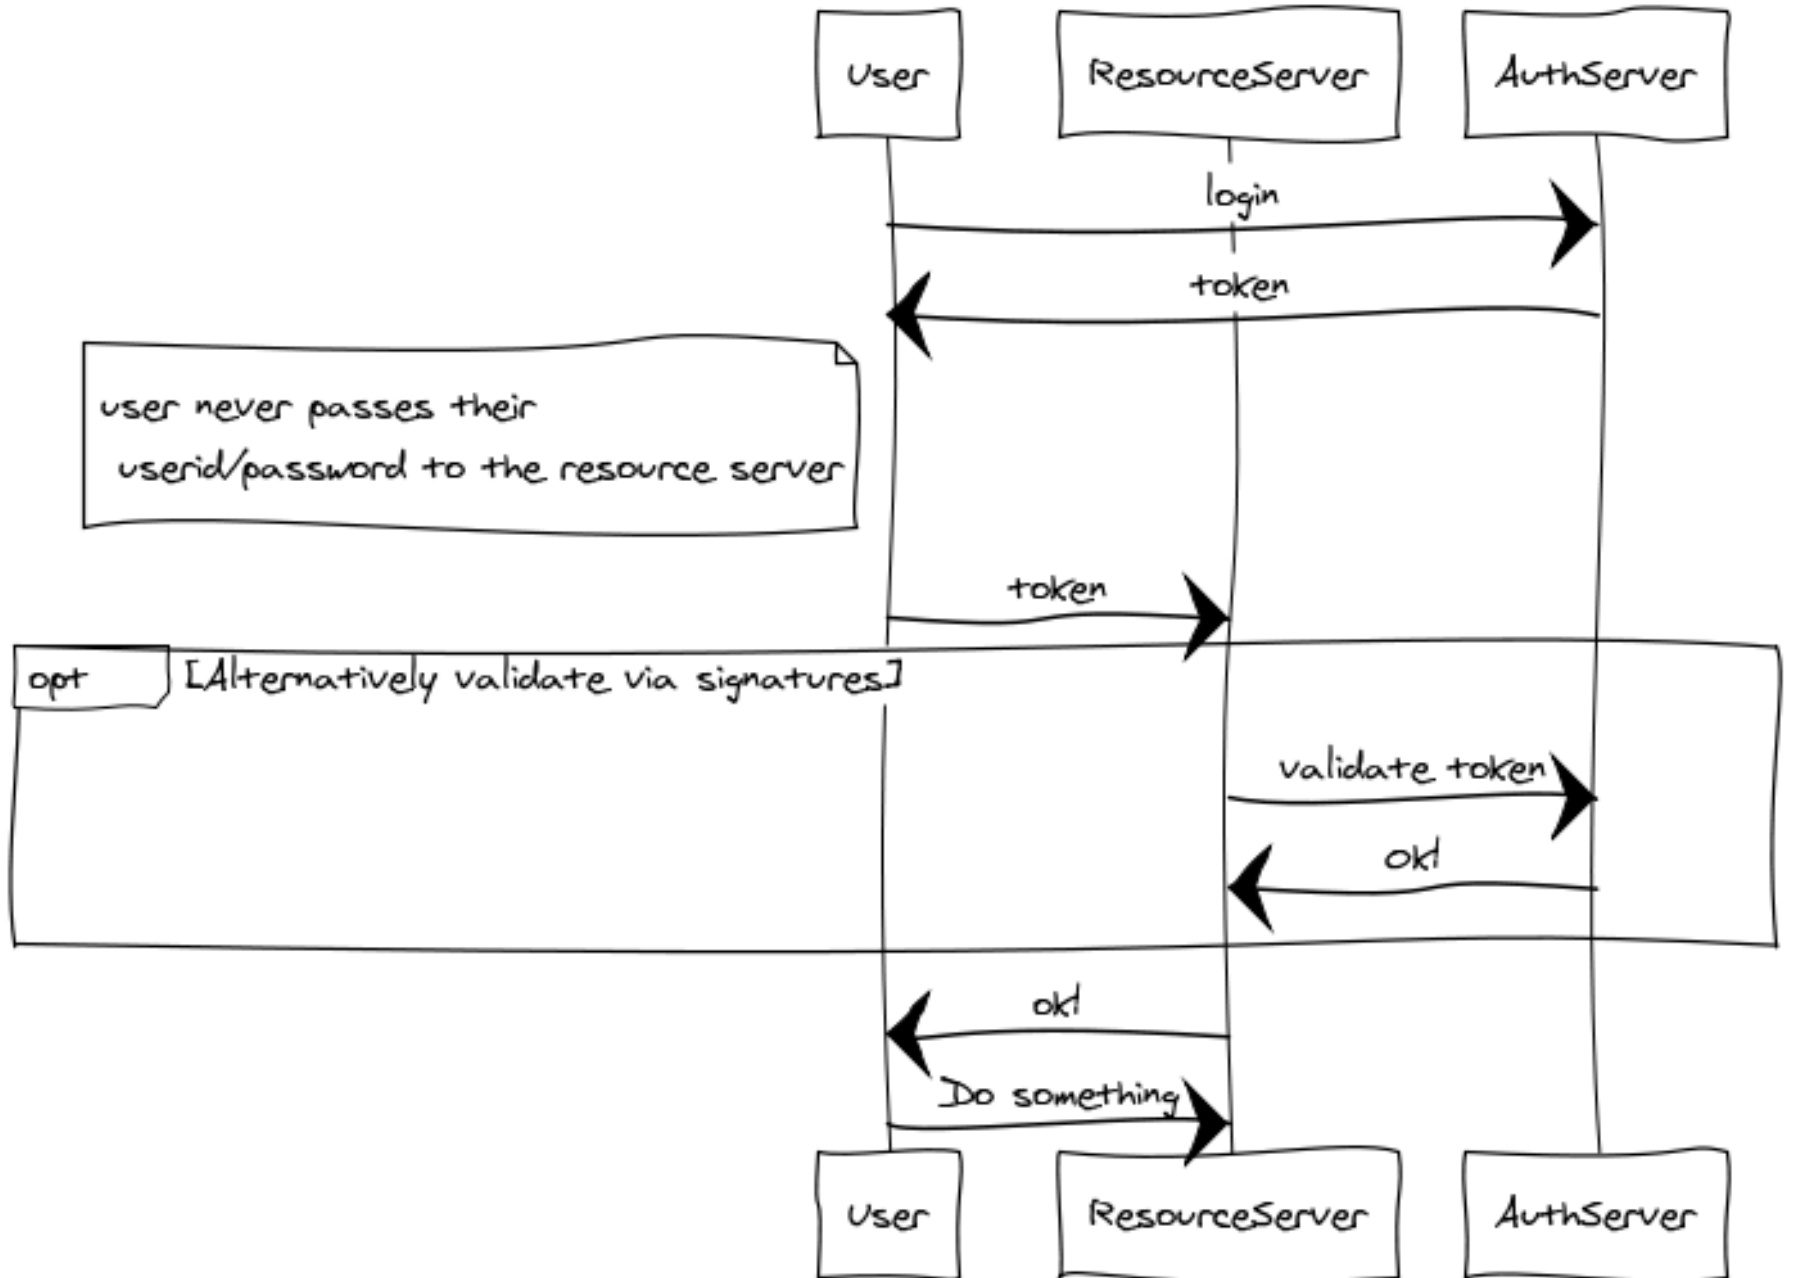 User
ResourceServer
AuthServer
login
token
user never passes their
userid/password to the resource server
token
opt
[Alternatively validate via signatures]
validate token
ok!
ok!
Do something
User
ResourceServer
AuthServer